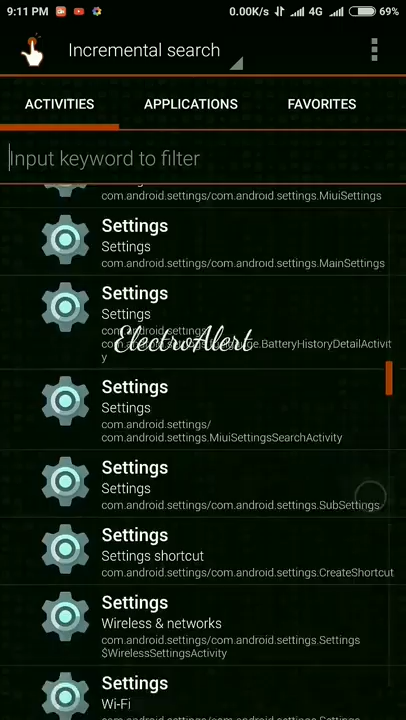 9:11 PM 0.00K/s 4G 69%
Incremental search
ACTIVITIES APPLICATIONS FAVORITES
Input keyword to filter
com.android.settings/com.android.settings.MiuiSettings
Settings
Settings
com.android.settings/com.android.settings.MainSettings
Settings
Settings
com.android.settings/
BatteryHistoryDetailActivit
y
ElectroAlert
Settings
Settings
com.android.settings/
com.android.settings.MiuiSettingsSearchActivity
Settings
Settings
com.android.settings/com.android.settings.SubSettings
Settings
Settings shortcut
com.android.settings/com.android.settings.CreateShortcut
Settings
Wireless & networks
com.android.settings/com.android.settings.Settings
$WirelessSettingsActivity
Settings
Wi-Fi